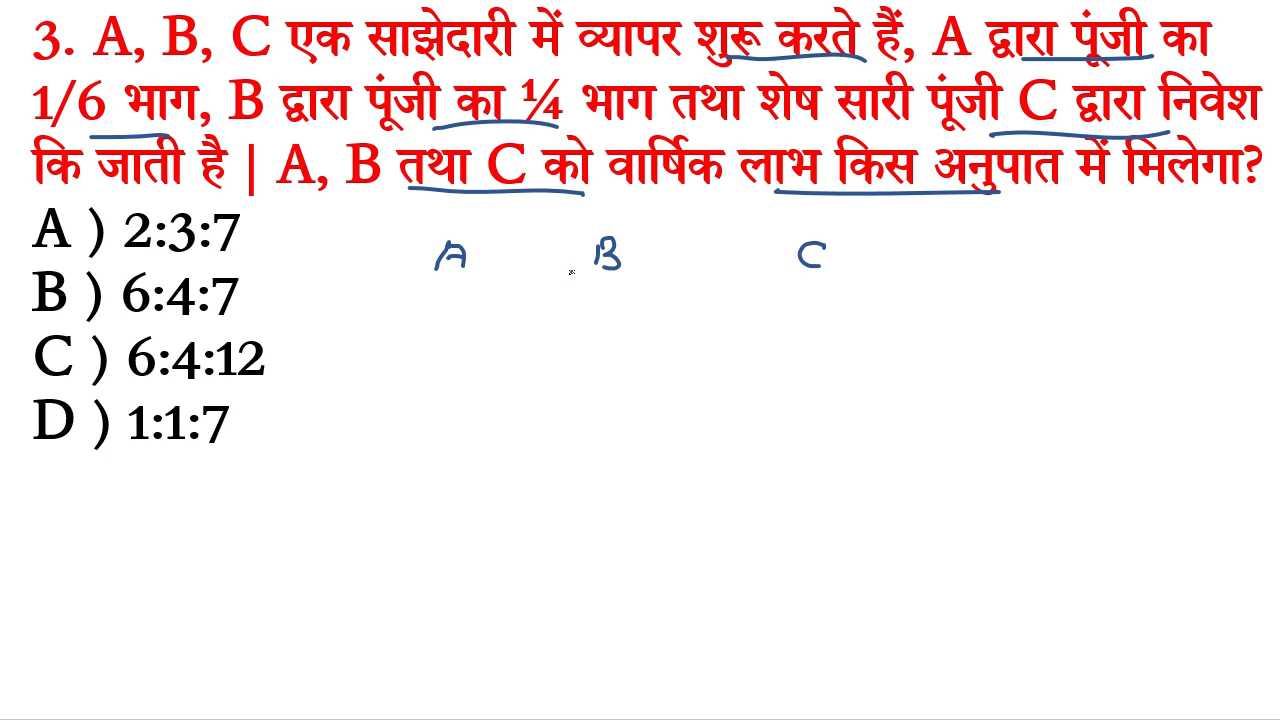 3. A, B, C एक साझेदारी में व्यापर शुरू करते हैं, A द्वारा पूंजी का
1/6 भाग, B द्वारा पूंजी का ¼ भाग तथा शेष सारी पूंजी C द्वारा निवेश
कि जाती है | A, B तथा C को वार्षिक लाभ किस अनुपात में मिलेगा?
A ) 2:3:7
A B C
B ) 6:4:7
C ) 6:4:12
D ) 1:1:7